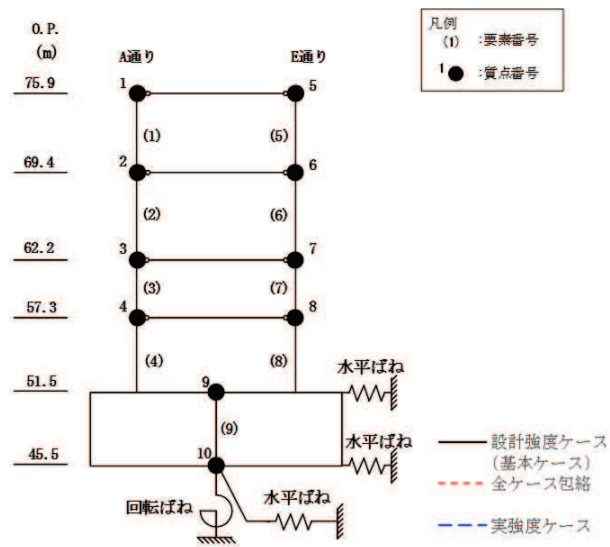 O.P.
(m)
A通り
E通り
凡例
(1) :要素番号
1 :質点番号
75.9
1
5
(1)
(5)
69.4
2
6
(2)
(6)
62.2
3
7
(3)
(7)
57.3
4
8
(4)
(8)
水平ばね
51.5
9
(9)
水平ばね
45.5
10
回転ばね
水平ばね
設計強度ケース
(基本ケース)
全ケース包絡
実強度ケース